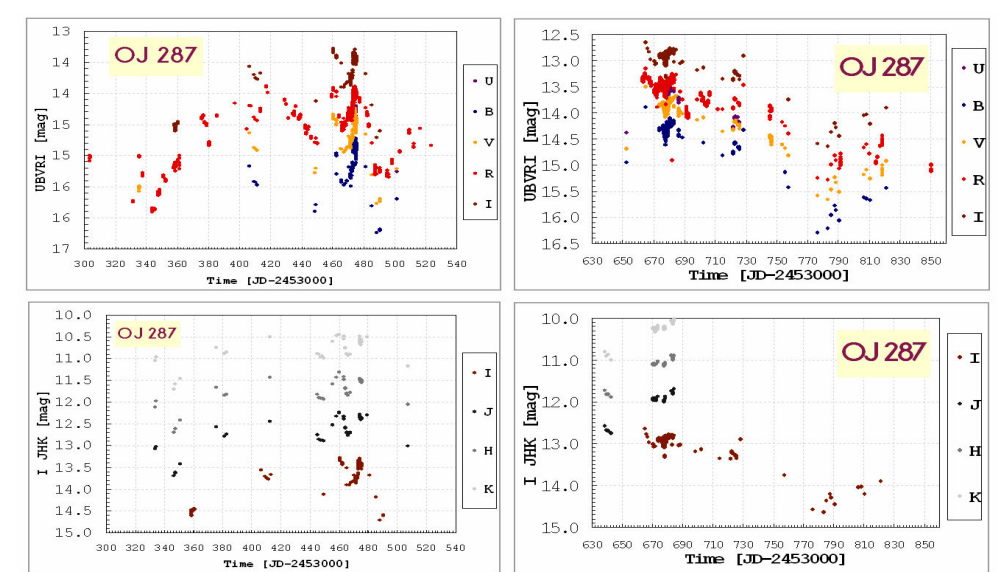 OJ 287
UBVRI [mag]
13
14
14
15
15
16
16
17
300 320 340 360 380 400 420 440 460 480 500 520 540
Time [JD-2453000]
U
B
V
R
I
OJ 287
UBVRI [mag]
12.5
13.0
13.5
14.0
14.5
15.0
15.5
16.0
16.5
630 650 670 690 710 730 750 770 790 810 830 850
Time [JD-2453000]
U
B
V
R
I
OJ 287
I JHK [mag]
10.0
10.5
11.0
11.5
12.0
12.5
13.0
13.5
14.0
14.5
15.0
300 320 340 360 380 400 420 440 460 480 500 520 540
Time [JD-2453000]
I
J
H
K
OJ 287
I JHK [mag]
10.0
11.0
12.0
13.0
14.0
15.0
630 650 670 690 710 730 750 770 790 810 830 850
Time [JD-2453000]
I
J
H
K